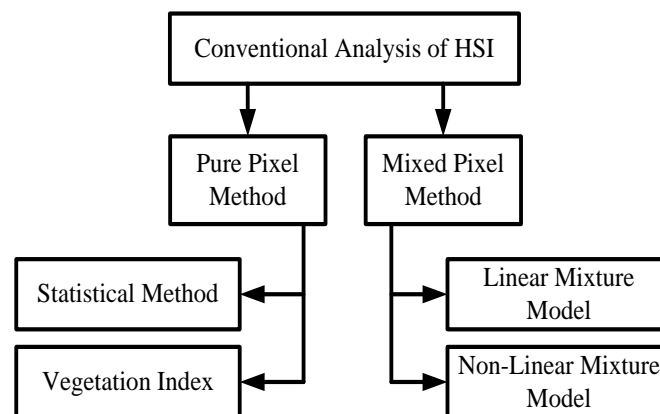 Conventional Analysis of HSI
Pure Pixel
Method
Mixed Pixel
Method
Statistical Method
Vegetation Index
Linear Mixture
Model
Non-Linear Mixture
Model